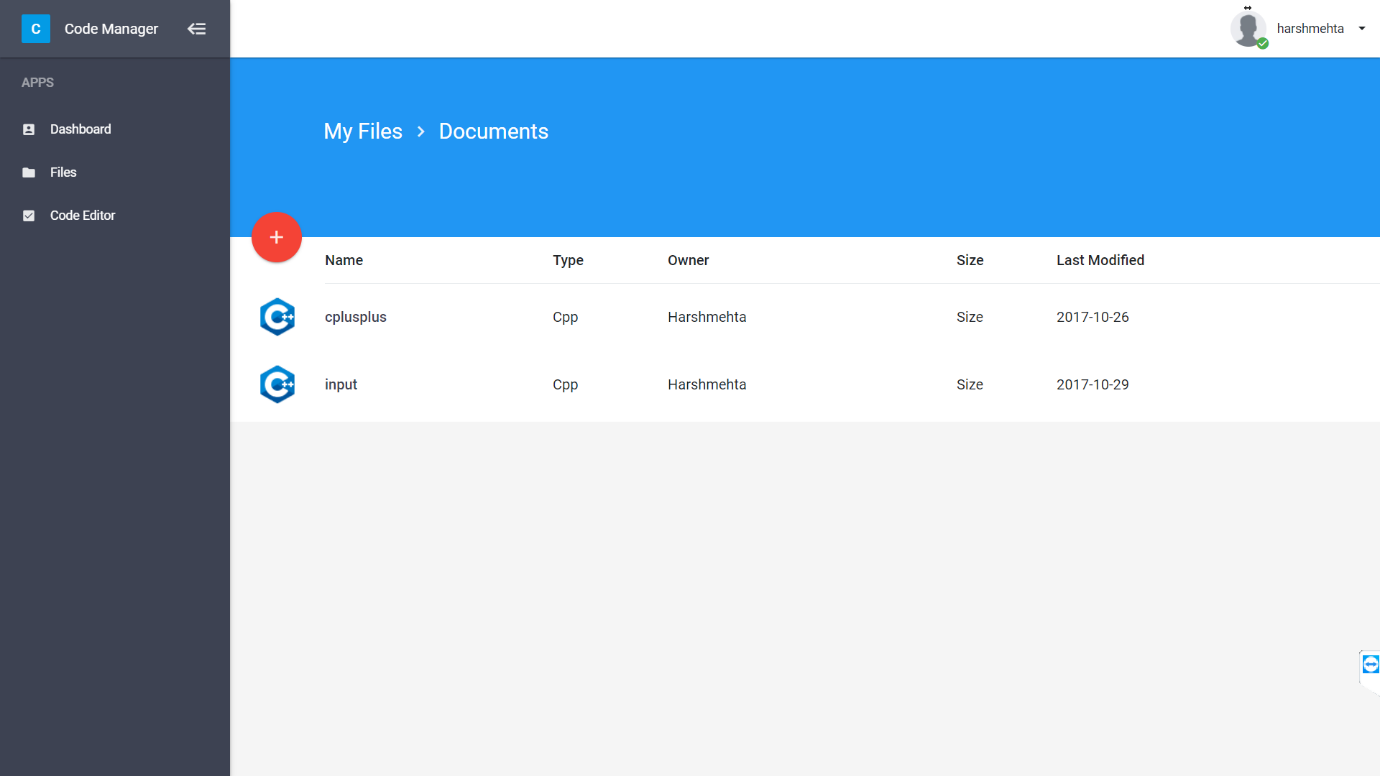 C Code Manager
harshmehta
APPS
Dashboard
Files
Code Editor
My Files > Documents
+
Name Type Owner Size Last Modified
C++ cplusplus Cpp Harshmehta Size 2017-10-26
C++ input Cpp Harshmehta Size 2017-10-29